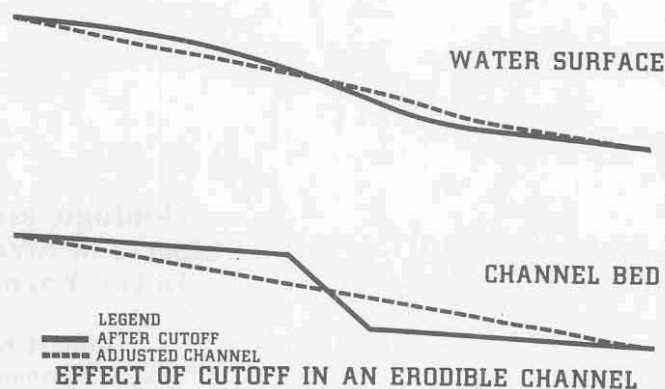 WATER SURFACE
CHANNEL BED
LEGEND
AFTER CUTOFF
ADJUSTED CHANNEL
EFFECT OF CUTOFF IN AN ERODIBLE CHANNEL